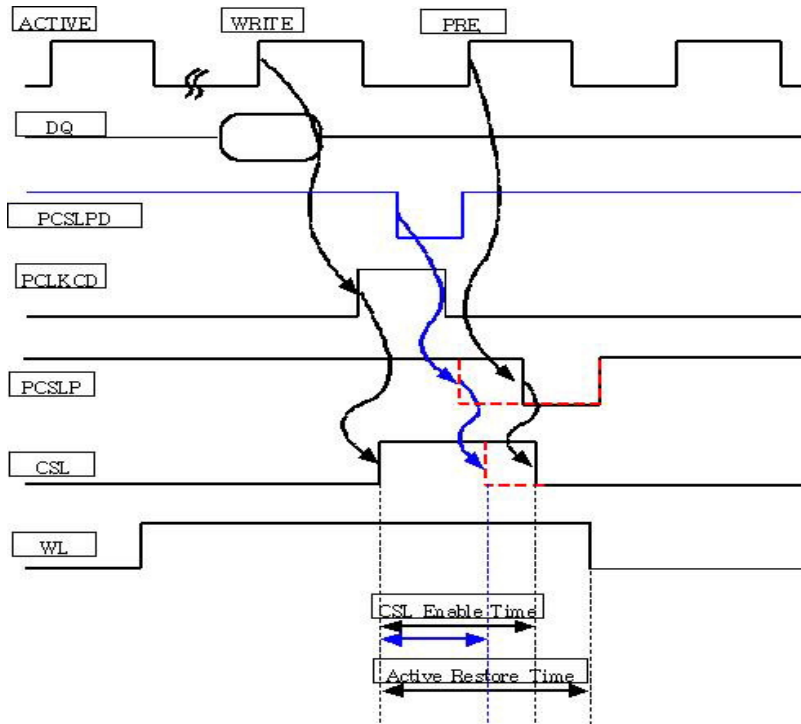 ACTIVE
WRITE
PRE
DQ
PCSLPD
PCLKCD
PCSLP
CSL
WL
CSL Enable Time
Active Restore Time